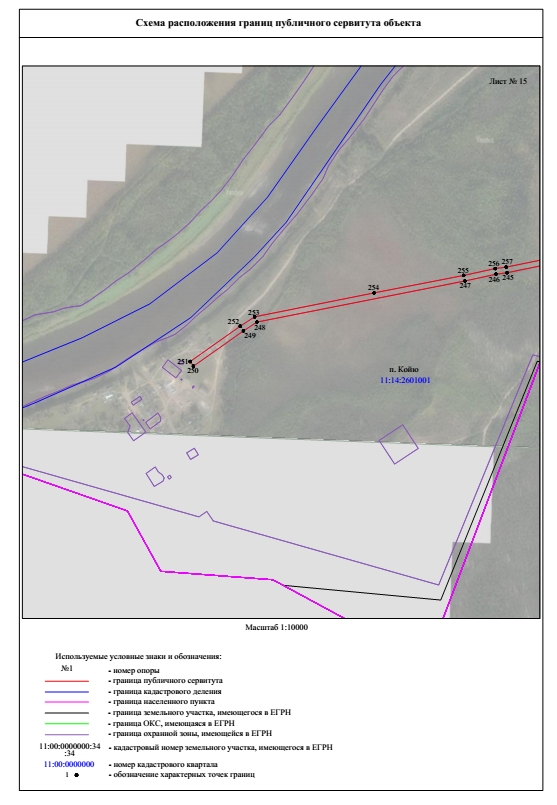 Схема расположения границ публичного сервитута объекта
Лист № 15
256 257
255
246 245
247
254
253
252
248
249
251
250
п. Койю
11:14:2601001
Масштаб 1:10000
Используемые условные знаки и обозначения:
№1 - номер опоры
- граница публичного сервитута
- граница кадастрового деления
- граница населенного пункта
- граница земельного участка, имеющегося в ЕГРН
- граница ОКС, имеющаяся в ЕГРН
- граница охранной зоны, имеющейся в ЕГРН
11:00:0000000:34
:34 - кадастровый номер земельного участка, имеющегося в ЕГРН
11:00:0000000 - номер кадастрового квартала
1 - обозначение характерных точек границ